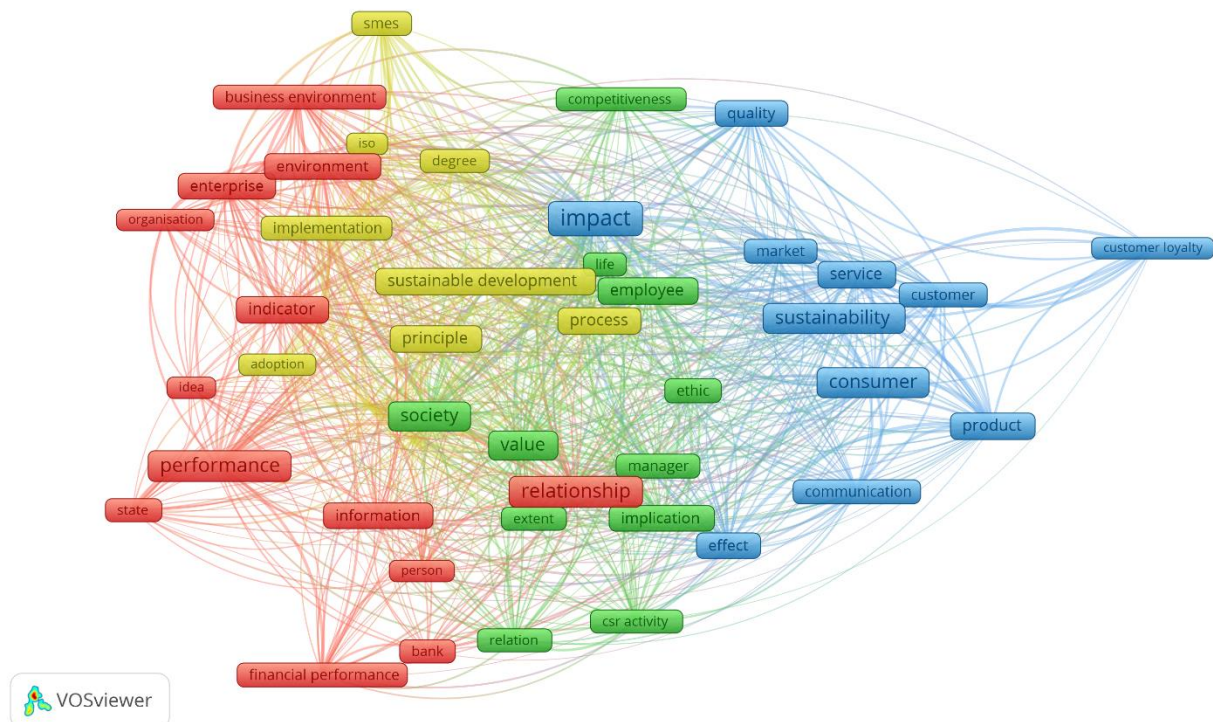 smes
business environment
competitiveness
quality
iso
environment
degree
enterprise
organisation
implementation
impact
customer loyalty
market
life
service
sustainable development
employee
customer
indicator
process
sustainability
principle
adoption
idea
consumer
ethic
society
product
value
performance
manager
relationship
communication
state
information
extent
implication
effect
person
csr activity
relation
bank
financial performance
VOSviewer